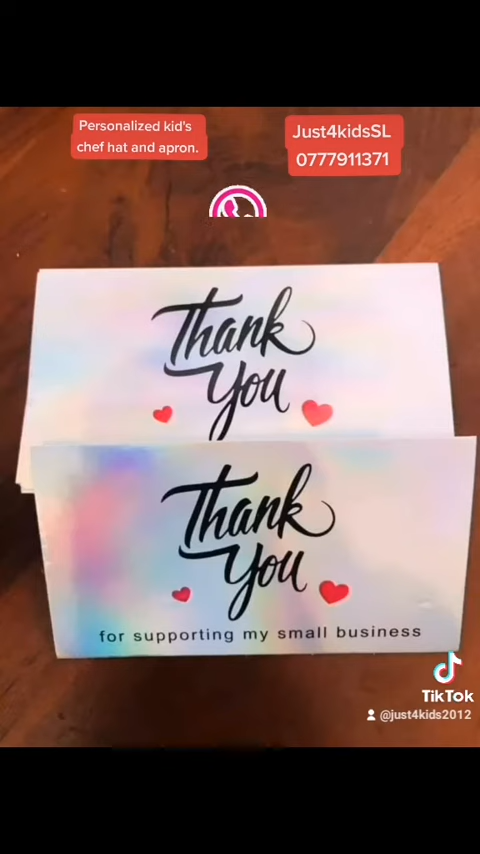 Personalized kid's
chef hat and apron.
Just4kidsSL
0777911371
Thank
You
Thank
You
for supporting my small business
TikTok
@just4kids2012